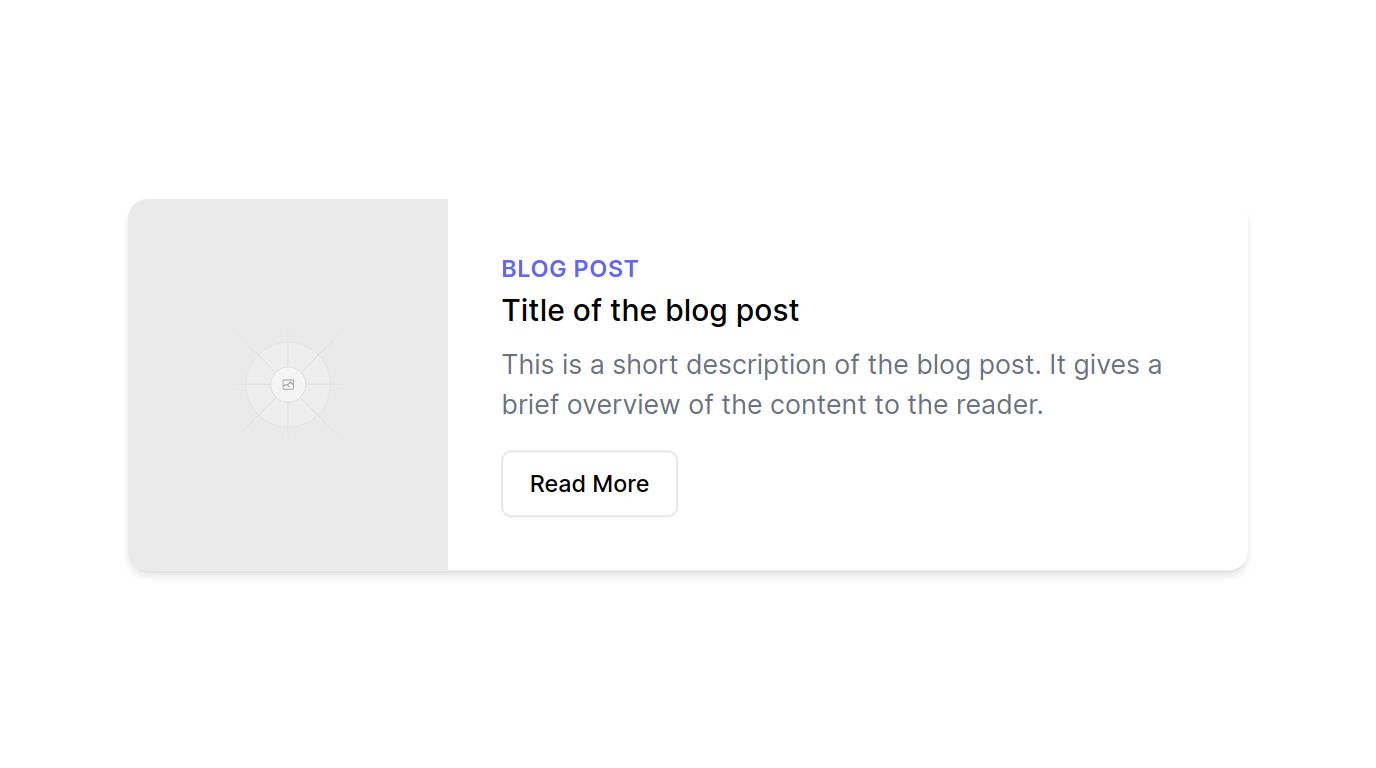 BLOG POST
Title of the blog post
This is a short description of the blog post. It gives a
brief overview of the content to the reader.
Read More